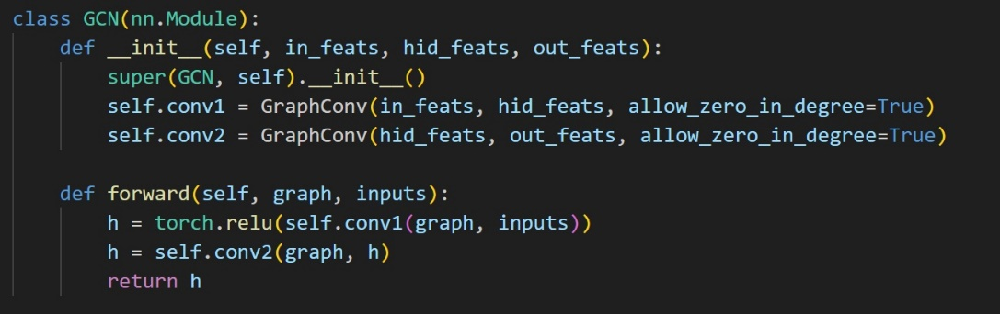 class GCN(nn.Module):
    def __init__(self, in_feats, hid_feats, out_feats):
        super(GCN, self).__init__()
        self.conv1 = GraphConv(in_feats, hid_feats, allow_zero_in_degree=True)
        self.conv2 = GraphConv(hid_feats, out_feats, allow_zero_in_degree=True)

    def forward(self, graph, inputs):
        h = torch.relu(self.conv1(graph, inputs))
        h = self.conv2(graph, h)
        return h